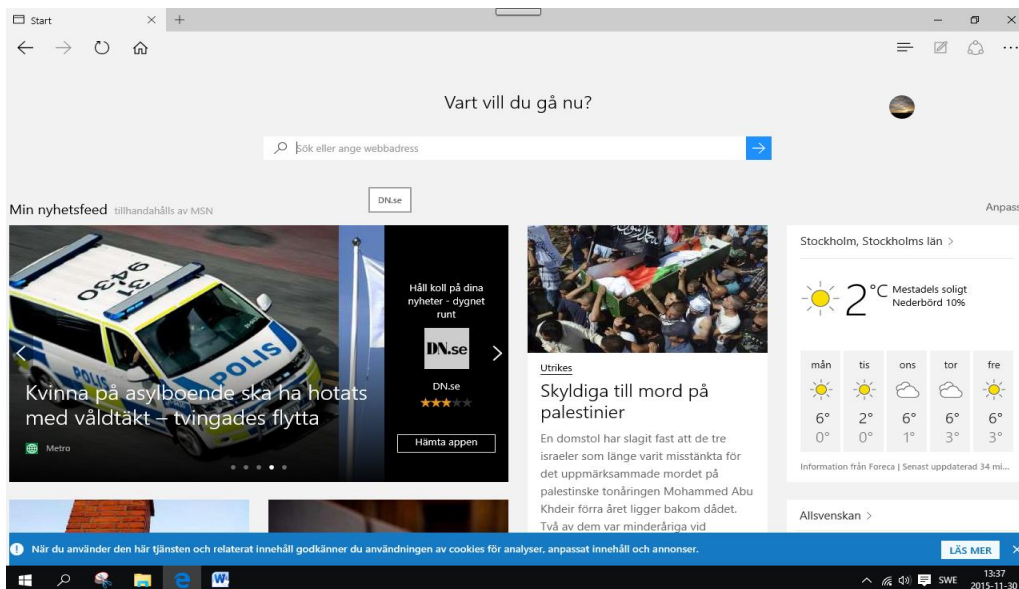 Start
Vart vill du gå nu?
Sök eller ange webbadress
DN.se
Min nyhetsfeed tillhandahålls av MSN
Anpass
9430
031
POLIS
POLIS
Kvinna på asylboende ska ha hotats
med våldtäkt – tvingades flytta
Metro
Håll koll på dina
nyheter - dygnet
runt
DN.se
DN.se
Hämta appen
Utrikes
Skyldiga till mord på
palestinier
En domstol har slagit fast att de tre
israeler som länge varit misstänkta för
det uppmärksammade mordet på
palestinske tonåringen Mohammed Abu
Khdeir förra året ligger bakom dådet.
Två av dem var minderåriga vid
Stockholm, Stockholms län >
2°C Mestadels soligt
Nederbörd 10%
mån tis ons tor fre
6° 2° 6° 6° 6°
0° 0° 1° 3° 3°
Information från Foreca | Senast uppdaterad 34 mi...
Allsvenskan >
När du använder den här tjänsten och relaterat innehåll godkänner du användningen av cookies för analyser, anpassat innehåll och annonser.
LÄS MER
SWE
13:37
2015-11-30